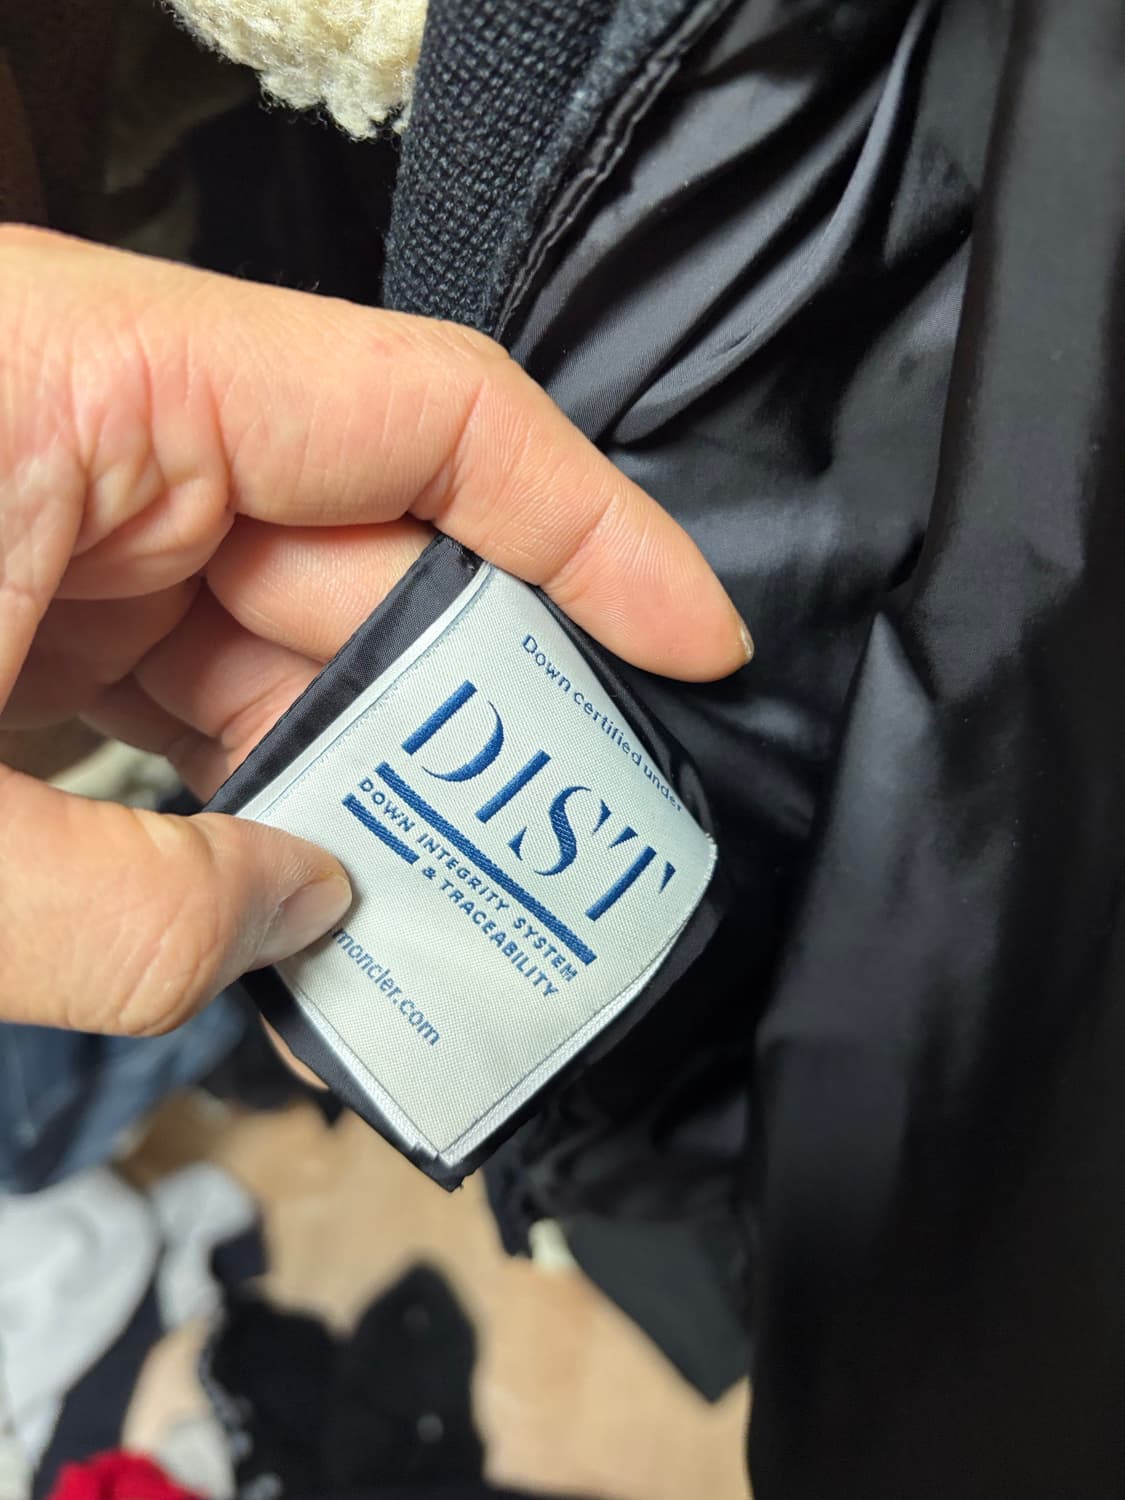 Down certified under
DIST
DOWN INTEGRITY SYSTEM
& TRACEABILITY
moncler.com